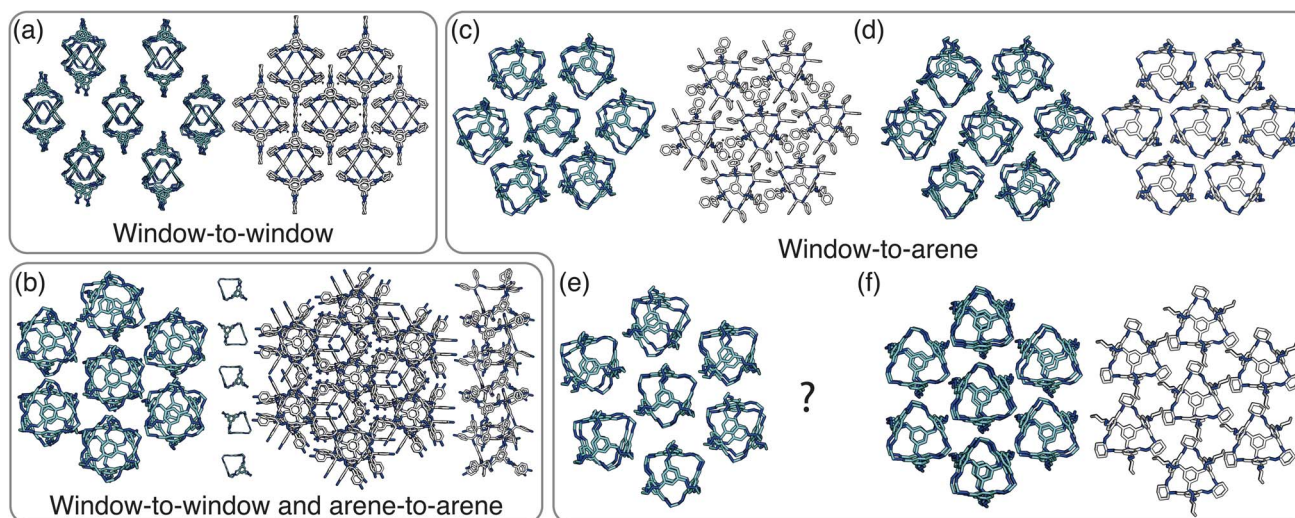 (a)
Window-to-window
(b)
Window-to-window and arene-to-arene
(c)
(d)
Window-to-arene
(e)
?
(f)